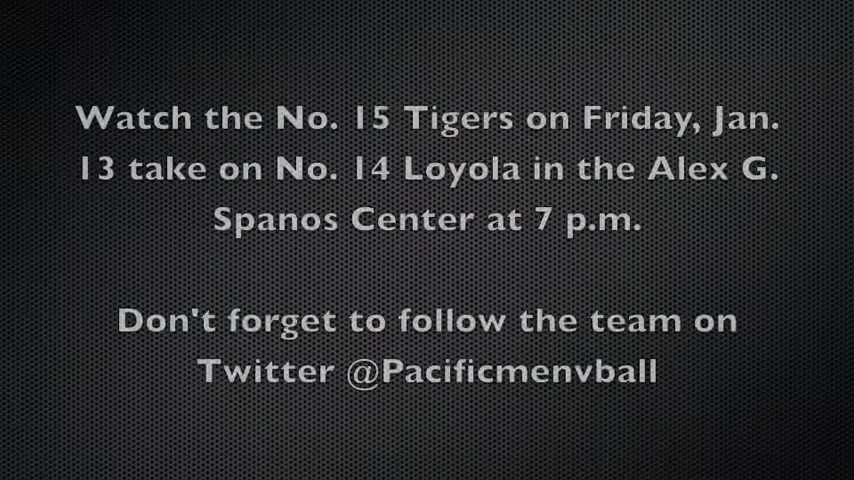 Watch the No. 15 Tigers on Friday, Jan.
13 take on No. 14 Loyola in the Alex G.
Spanos Center at 7 p.m.
Don't forget to follow the team on
Twitter @Pacificmenvball